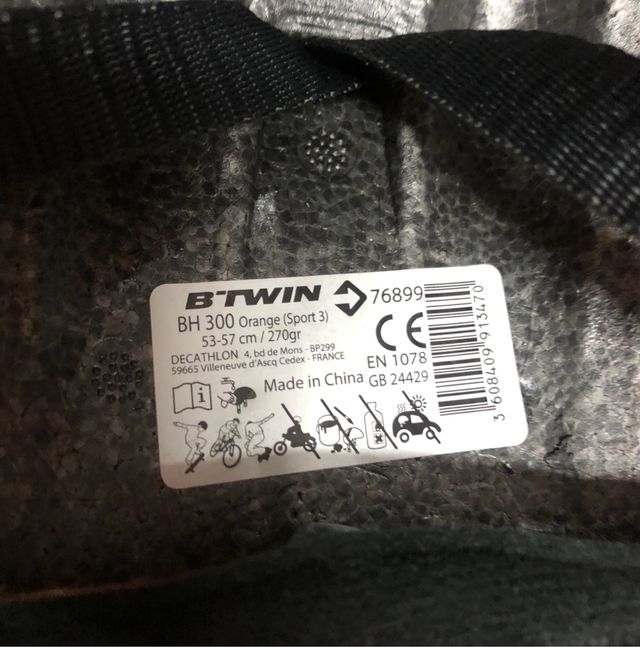 B'TWIN 76899
BH 300 Orange (Sport 3)
53-57 cm / 270gr
DECATHLON 4, bd de Mons - BP299
59665 Villeneuve d'Ascq Cedex - FRANCE
CE
EN 1078
Made in China GB 24429
i
3 608409 913470